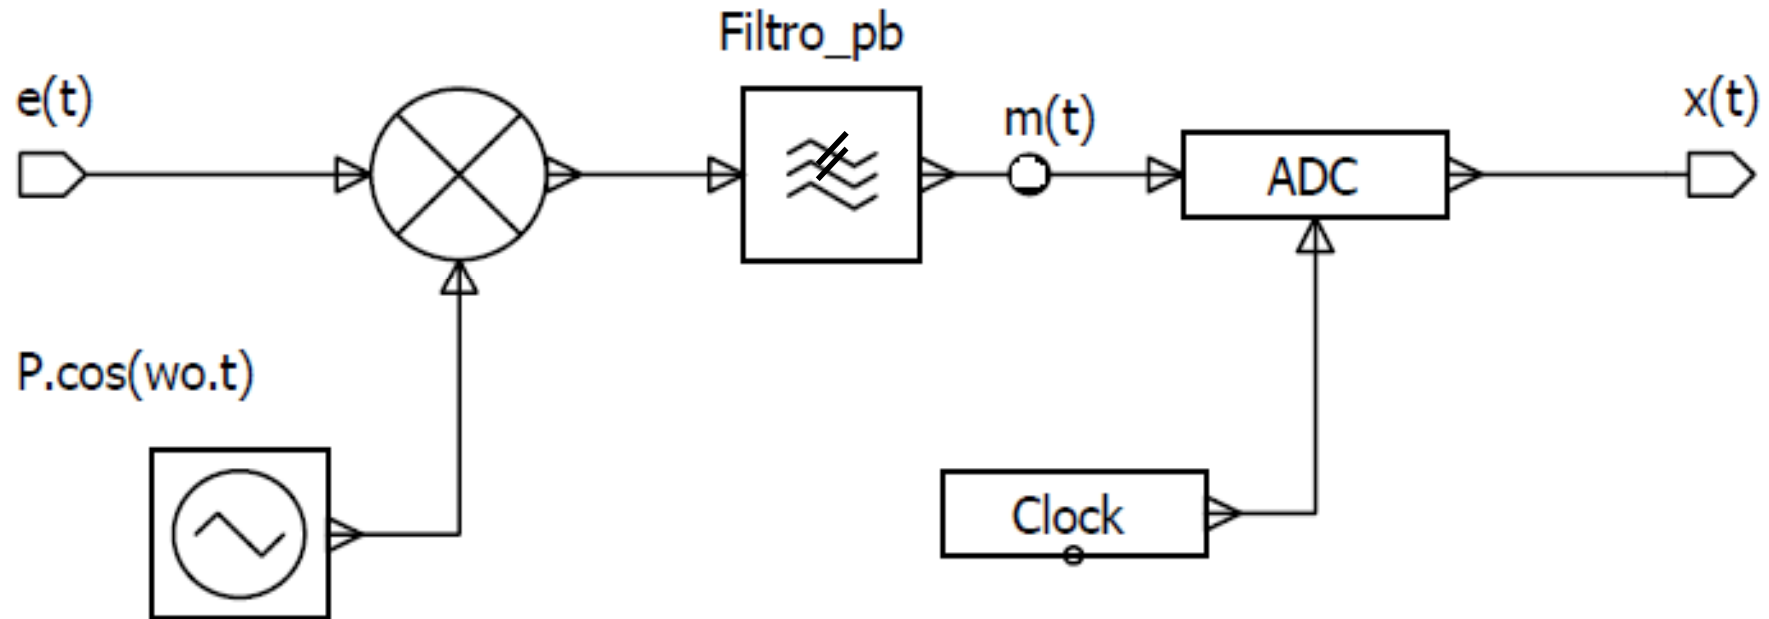 Filtro_pb
e(t)
m(t)
x(t)
ADC
P.cos(wo.t)
Clock